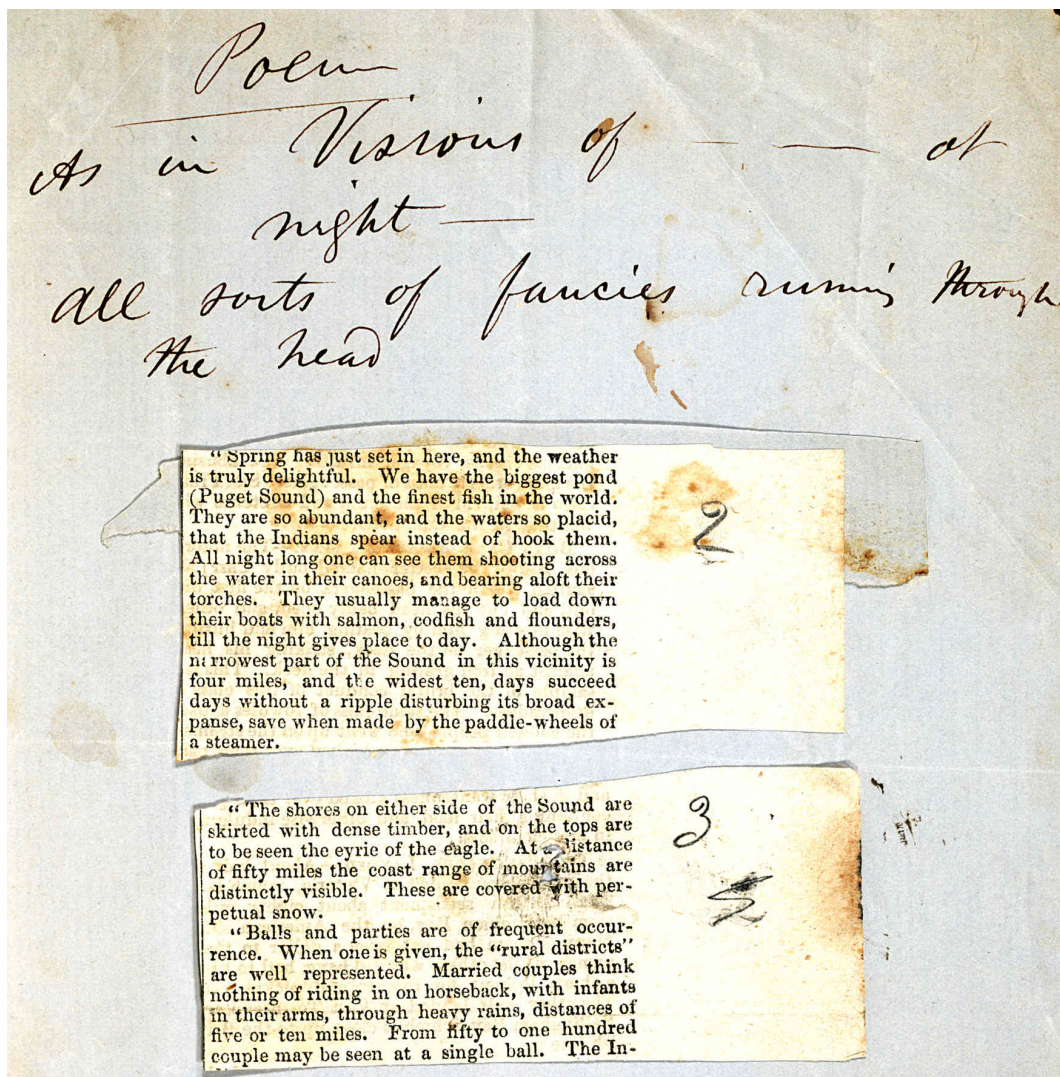 Poem
As in Visions of — — at
night —
All sorts of fancies running through
the head
"Spring has just set in here, and the weather
is truly delightful. We have the biggest pond
(Puget Sound) and the finest fish in the world.
They are so abundant, and the waters so placid,
that the Indians spear instead of hook them.
All night long one can see them shooting across
the water in their canoes, and bearing aloft their
torches. They usually manage to load down
their boats with salmon, codfish and flounders,
till the night gives place to day. Although the
narrowest part of the Sound in this vicinity is
four miles, and the widest ten, days succeed
days without a ripple disturbing its broad ex-
panse, save when made by the paddle-wheels of
a steamer.
2
"The shores on either side of the Sound are
skirted with dense timber, and on the tops are
to be seen the eyrie of the eagle. At a distance
of fifty miles the coast range of mountains are
distinctly visible. These are covered with per-
petual snow.
"Balls and parties are of frequent occur-
rence. When one is given, the "rural districts"
are well represented. Married couples think
nothing of riding in on horseback, with infants
in their arms, through heavy rains, distances of
five or ten miles. From fifty to one hundred
couple may be seen at a single ball. The In-
3